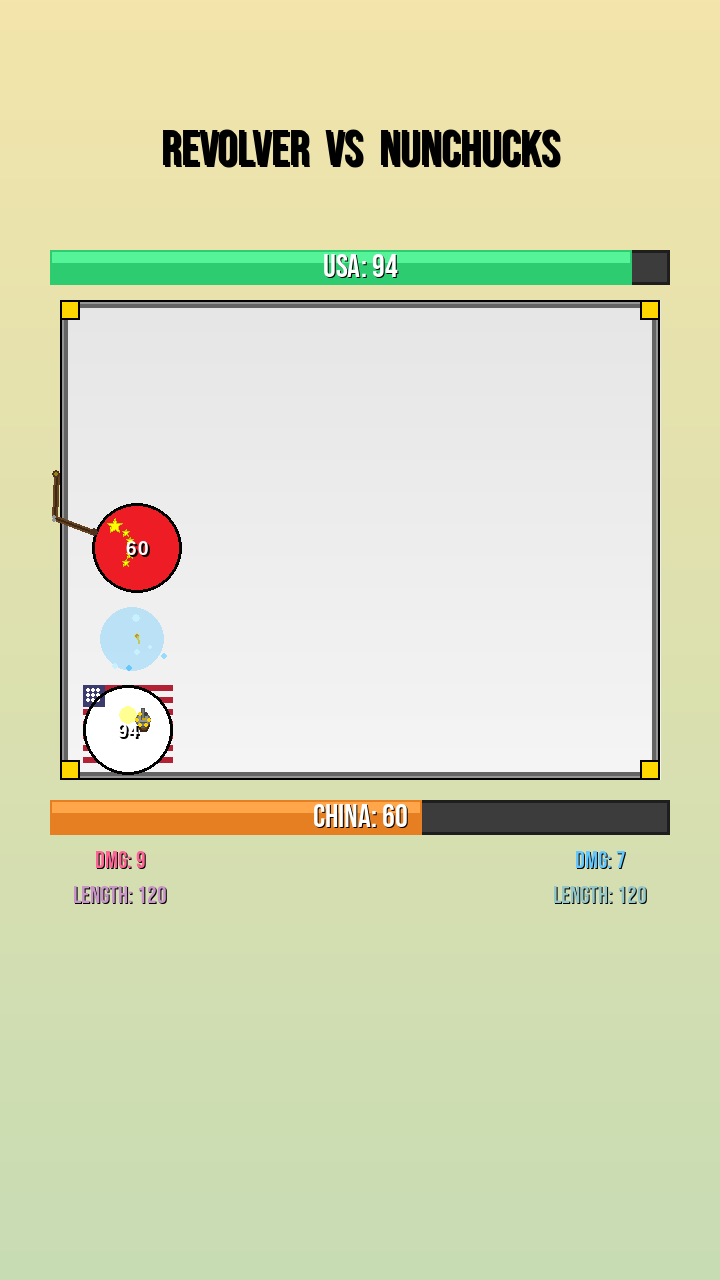 REVOLVER VS NUNCHUCKS
USA: 94
60
94
CHINA: 60
DMG: 9
DMG: 7
LENGTH: 120
LENGTH: 120